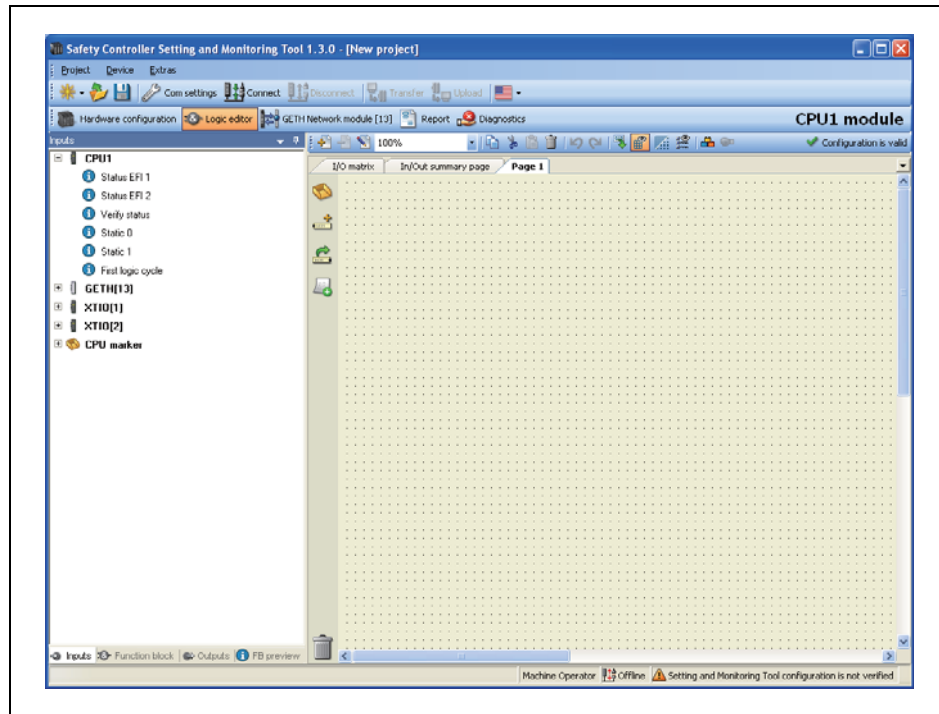 Safety Controller Setting and Monitoring Tool 1.3.0 - [New project]
Project Device Extras
Com settings Connect Disconnect Transfer Upload
Hardware configuration Logic editor GETH Network module [13] Report Diagnostics CPU1 module
Inputs 100% Configuration is valid
I/O matrix In/Out summary page Page 1
CPU1
Status EFI 1
Status EFI 2
Verify status
Static 0
Static 1
First logic cycle
GETH[13]
XTIO[1]
XTIO[2]
CPU marker
Inputs Function block Outputs FB preview
Machine Operator Offline Setting and Monitoring Tool configuration is not verified